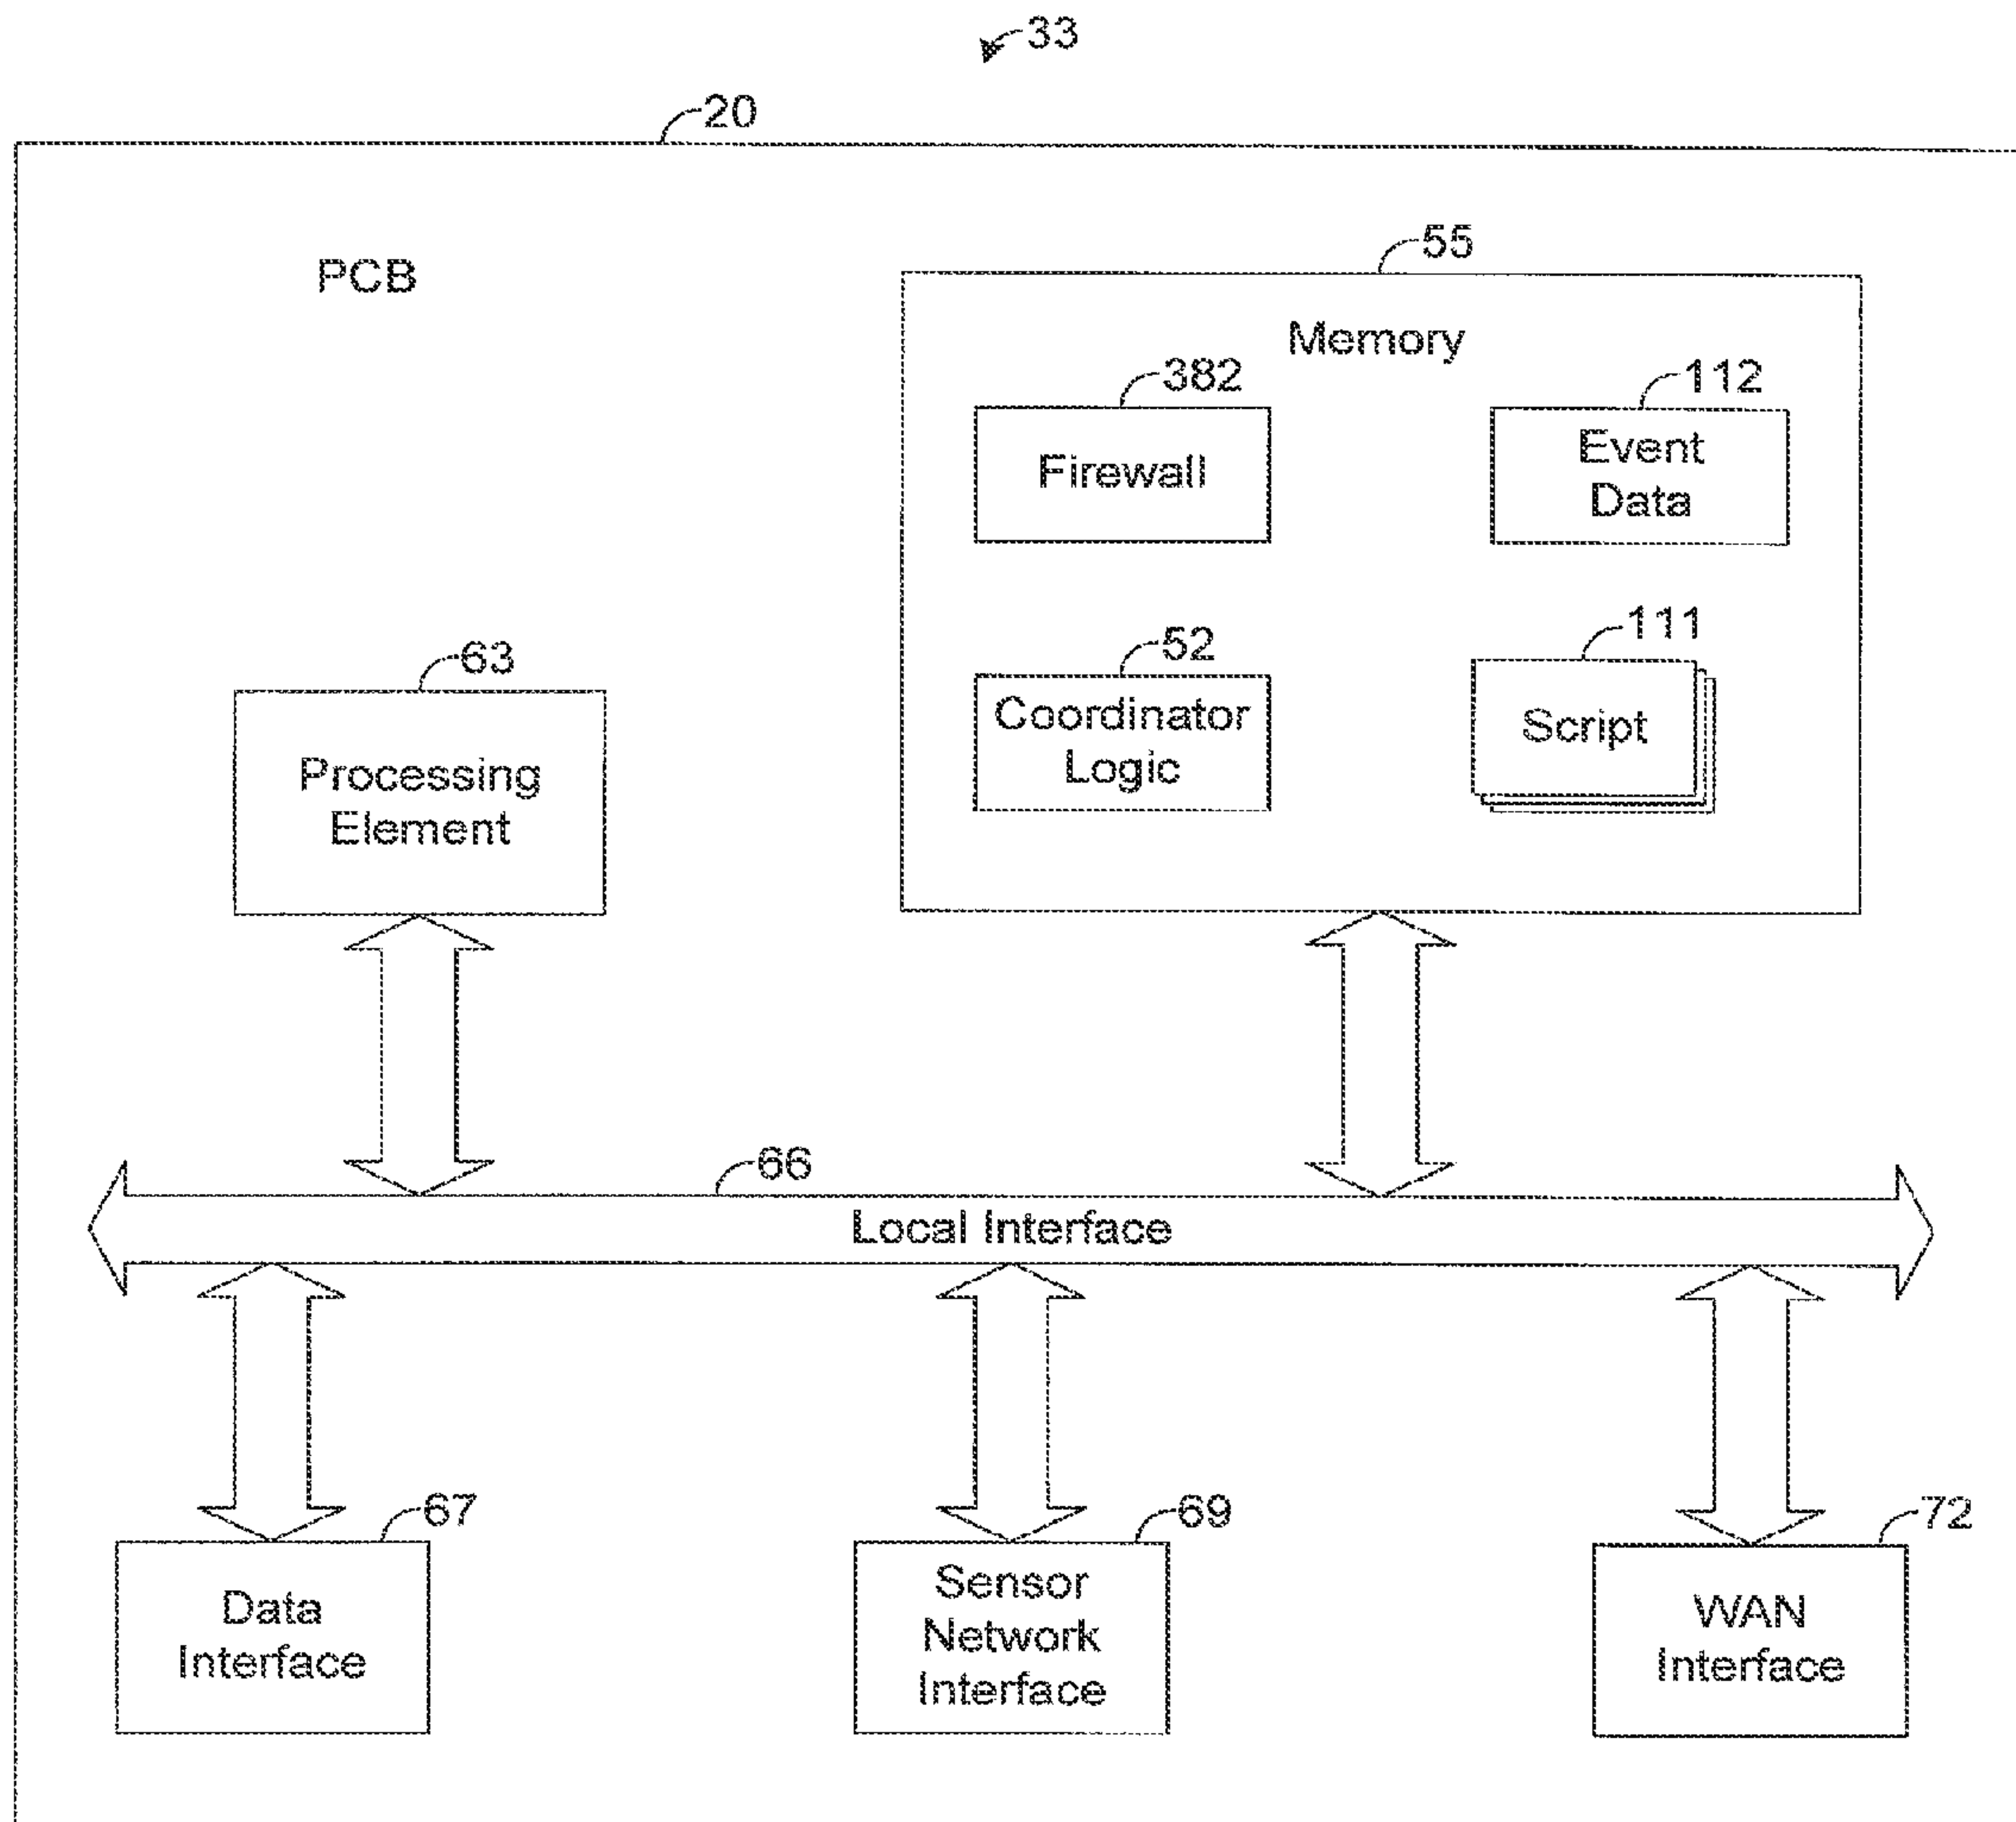 33
20
PCB
55
Memory
382
Firewall
112
Event
Data
63
Processing
Element
52
Coordinator
Logic
111
Script
66
Local Interface
67
Data
Interface
69
Sensor
Network
Interface
72
WAN
Interface